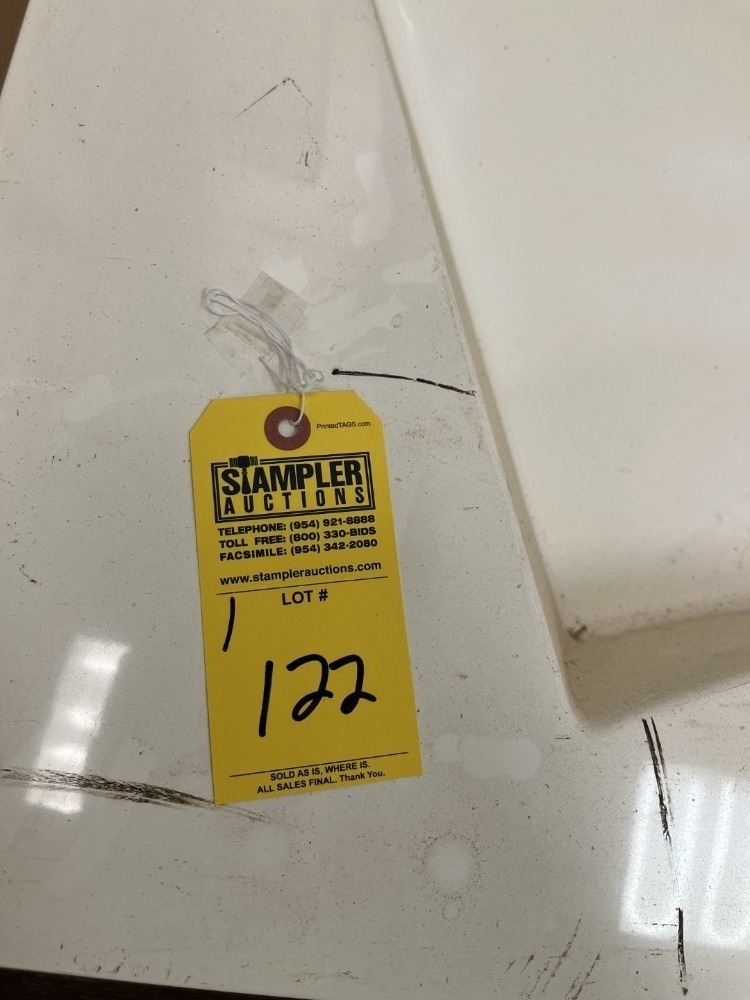 PrintedTAGS.com
STAMPLER
AUCTIONS
TELEPHONE: (954) 921-8888
TOLL FREE: (800) 330-BIDS
FACSIMILE: (954) 342-2080
www.stamplerauctions.com
LOT #
1
122
SOLD AS IS, WHERE IS.
ALL SALES FINAL. Thank You.